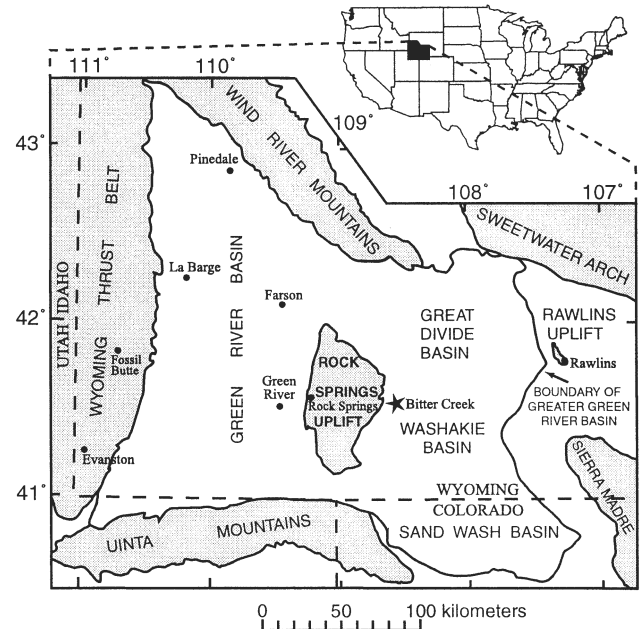 111°
110°
109°
108°
107°
43°
42°
41°
WIND RIVER MOUNTAINS
SWEETWATER ARCH
Pinedale
WYOMING THRUST BELT
UTAH
IDAHO
La Barge
GREEN RIVER BASIN
Farson
GREAT
DIVIDE
BASIN
RAWLINS
UPLIFT
Rawlins
Fossil
Butte
ROCK
SPRINGS
Rock Springs
UPLIFT
Green
River
Bitter Creek
BOUNDARY OF
GREATER GREEN
RIVER BASIN
WASHAKIE
BASIN
Evanston
SIERRA MADRE
WYOMING
COLORADO
SAND WASH BASIN
UINTA MOUNTAINS
0 50 100 kilometers